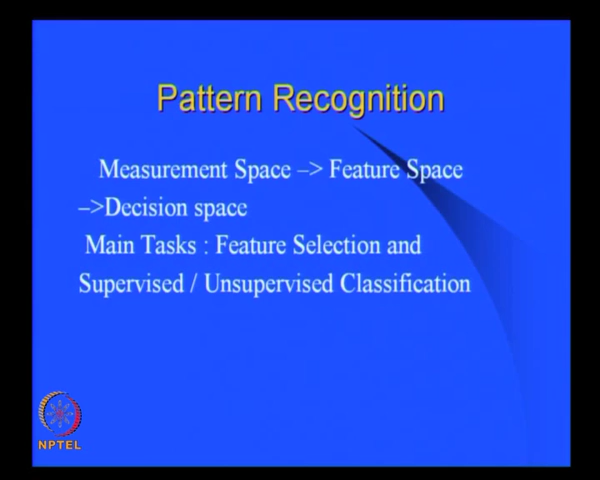 Pattern Recognition
Measurement Space –> Feature Space
–>Decision space
Main Tasks : Feature Selection and
Supervised / Unsupervised Classification
NPTEL